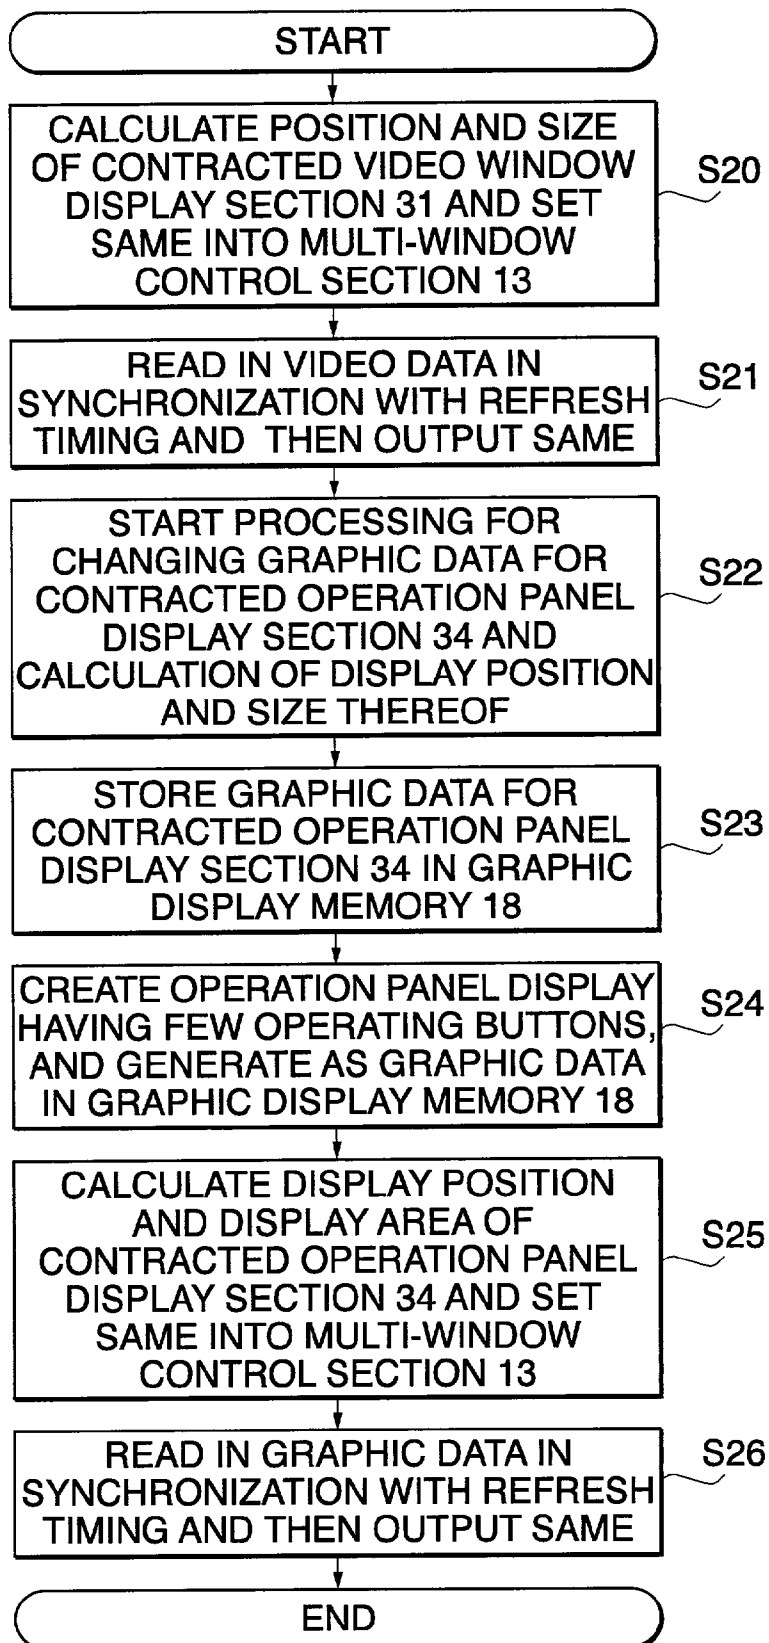 START
CALCULATE POSITION AND SIZE
OF CONTRACTED VIDEO WINDOW
DISPLAY SECTION 31 AND SET
SAME INTO MULTI-WINDOW
CONTROL SECTION 13
S20
READ IN VIDEO DATA IN
SYNCHRONIZATION WITH REFRESH
TIMING AND THEN OUTPUT SAME
S21
START PROCESSING FOR
CHANGING GRAPHIC DATA FOR
CONTRACTED OPERATION PANEL
DISPLAY SECTION 34 AND
CALCULATION OF DISPLAY POSITION
AND SIZE THEREOF
S22
STORE GRAPHIC DATA FOR
CONTRACTED OPERATION PANEL
DISPLAY SECTION 34 IN GRAPHIC
DISPLAY MEMORY 18
S23
CREATE OPERATION PANEL DISPLAY
HAVING FEW OPERATING BUTTONS,
AND GENERATE AS GRAPHIC DATA
IN GRAPHIC DISPLAY MEMORY 18
S24
CALCULATE DISPLAY POSITION
AND DISPLAY AREA OF
CONTRACTED OPERATION PANEL
DISPLAY SECTION 34 AND SET
SAME INTO MULTI-WINDOW
CONTROL SECTION 13
S25
READ IN GRAPHIC DATA IN
SYNCHRONIZATION WITH REFRESH
TIMING AND THEN OUTPUT SAME
S26
END